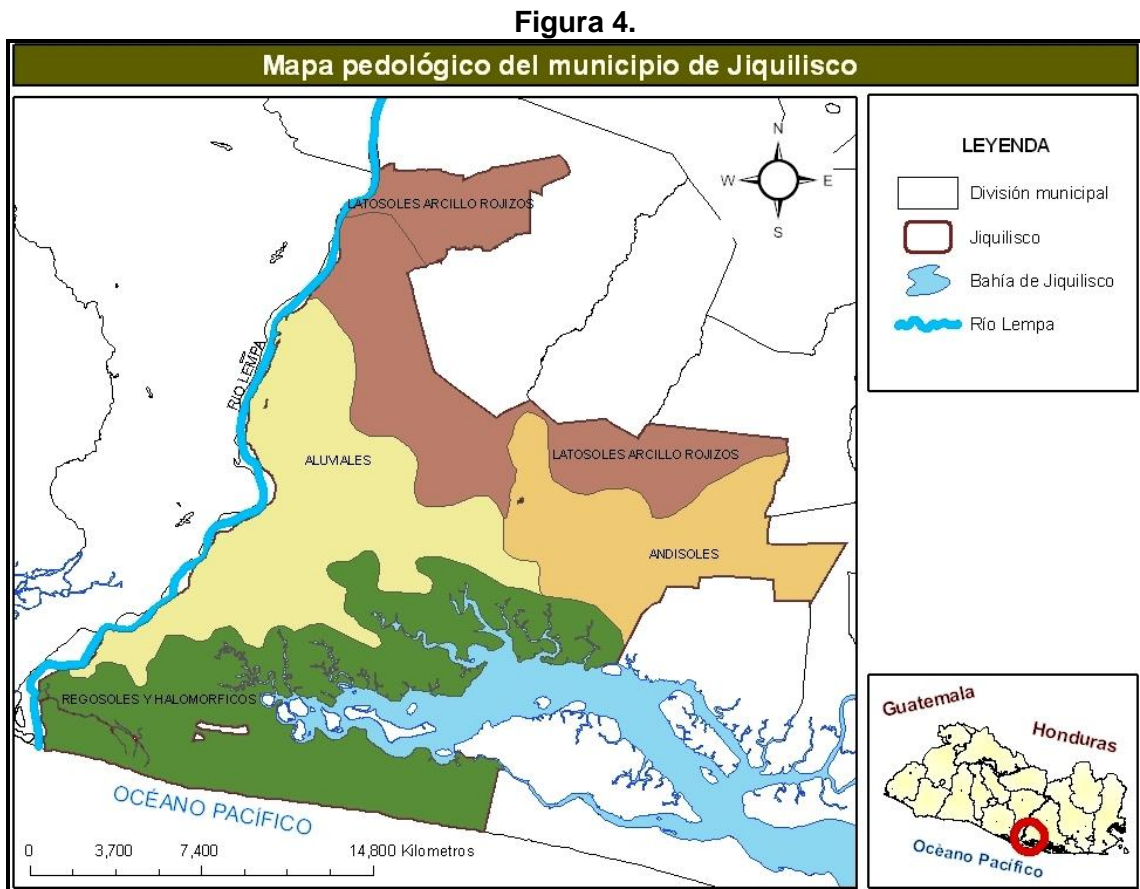 Figura 4.
Mapa pedológico del municipio de Jiquilisco
N
W
E
S
LATOSOLES ARCILLO ROJIZOS
RIO LEMPA
ALUVIALES
LATOSOLES ARCILLO ROJIZOS
ANDISOLES
REGOSOLES Y HALOMORFICOS
OCÉANO PACÍFICO
0 3,700 7,400 14,800 Kilometros
LEYENDA
División municipal
Jiquilisco
Bahía de Jiquilisco
Río Lempa
Guatemala
Honduras
Océano Pacífico